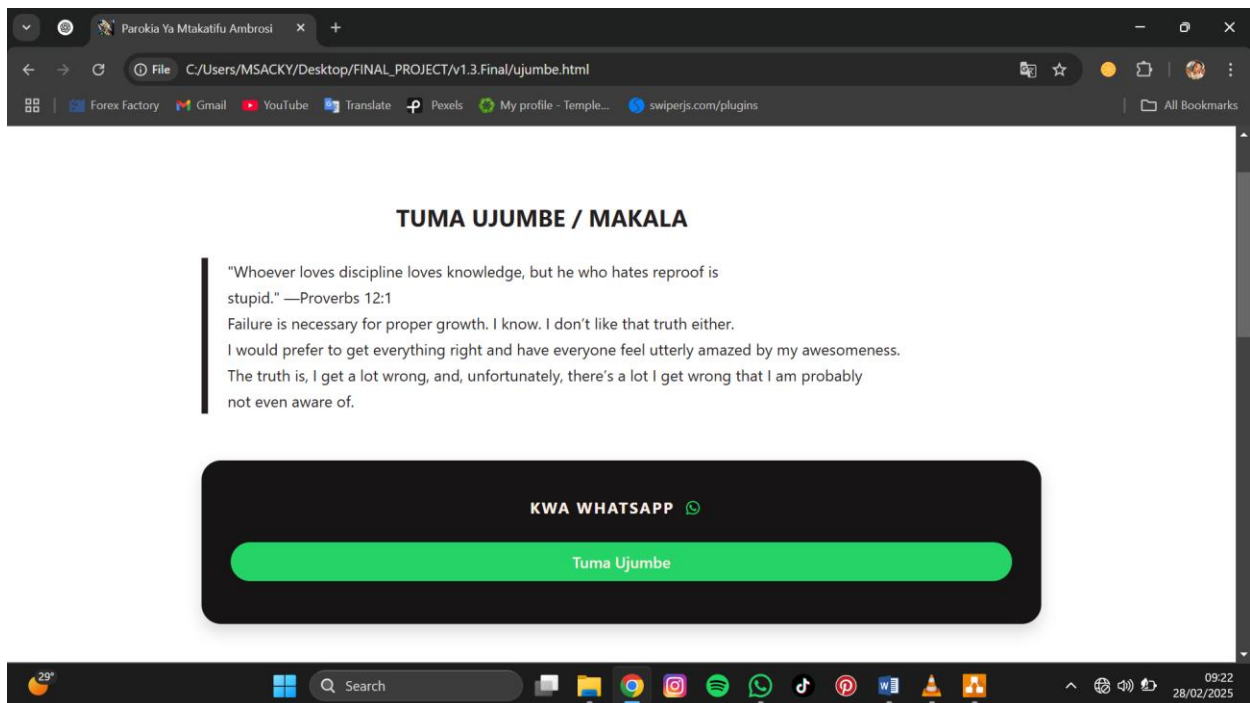 Parokia Ya Mtakatifu Ambrosi
File C:/Users/MSACKY/Desktop/FINAL_PROJECT/v1.3.Final/ujumbe.html
Forex Factory Gmail YouTube Translate Pexels My profile - Temple... swiperjs.com/plugins All Bookmarks
TUMA UJUMBE / MAKALA
"Whoever loves discipline loves knowledge, but he who hates reproof is
stupid." —Proverbs 12:1
Failure is necessary for proper growth. I know. I don’t like that truth either.
I would prefer to get everything right and have everyone feel utterly amazed by my awesomeness.
The truth is, I get a lot wrong, and, unfortunately, there’s a lot I get wrong that I am probably
not even aware of.
KWA WHATSAPP
Tuma Ujumbe
29°
Search
09:22
28/02/2025